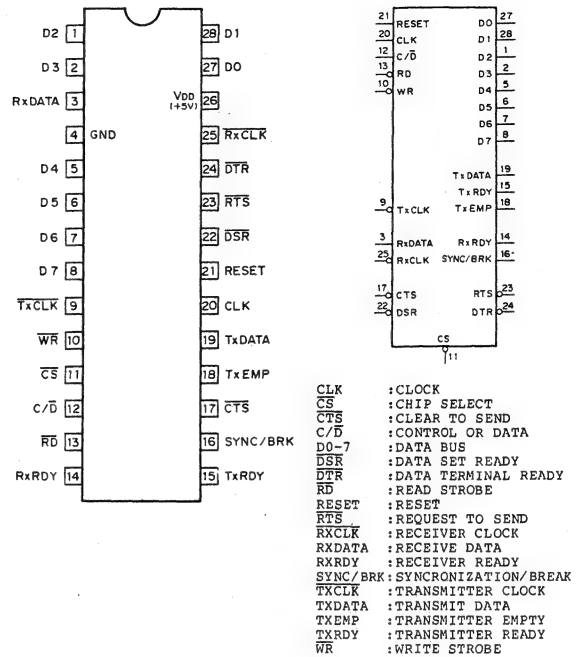 D2 1
28 D1
D3 2
27 D0
RxDATA 3
VDD
(+5V)
26
4 GND
25 RxCLK
D4 5
24 DTR
D5 6
23 RTS
D6 7
22 DSR
D7 8
21 RESET
TxCLK 9
20 CLK
WR 10
19 TxDATA
CS 11
18 TxEMP
C/D 12
17 CTS
RD 13
16 SYNC/BRK
RxRDY 14
15 TxRDY
21 RESET
D0 27
20 CLK
D1 28
12 C/D
D2 1
13 RD
D3 2
10 WR
D4 5
D5 6
D6 7
D7 8
TxDATA 19
TxRDY 15
9 TxCLK
TxEMP 18
3 RxDATA
RxRDY 14
25 RxCLK
SYNC/BRK 16
17 CTS
RTS 23
22 DSR
DTR 24
CS
11
CLK :CLOCK
CS :CHIP SELECT
CTS :CLEAR TO SEND
C/D :CONTROL OR DATA
D0-7 :DATA BUS
DSR :DATA SET READY
DTR :DATA TERMINAL READY
RD :READ STROBE
RESET :RESET
RTS :REQUEST TO SEND
RXCLK :RECEIVER CLOCK
RXDATA :RECEIVE DATA
RXRDY :RECEIVER READY
SYNC/BRK:SYNCRONIZATION/BREAK
TXCLK :TRANSMITTER CLOCK
TXDATA :TRANSMIT DATA
TXEMP :TRANSMITTER EMPTY
TXRDY :TRANSMITTER READY
WR :WRITE STROBE